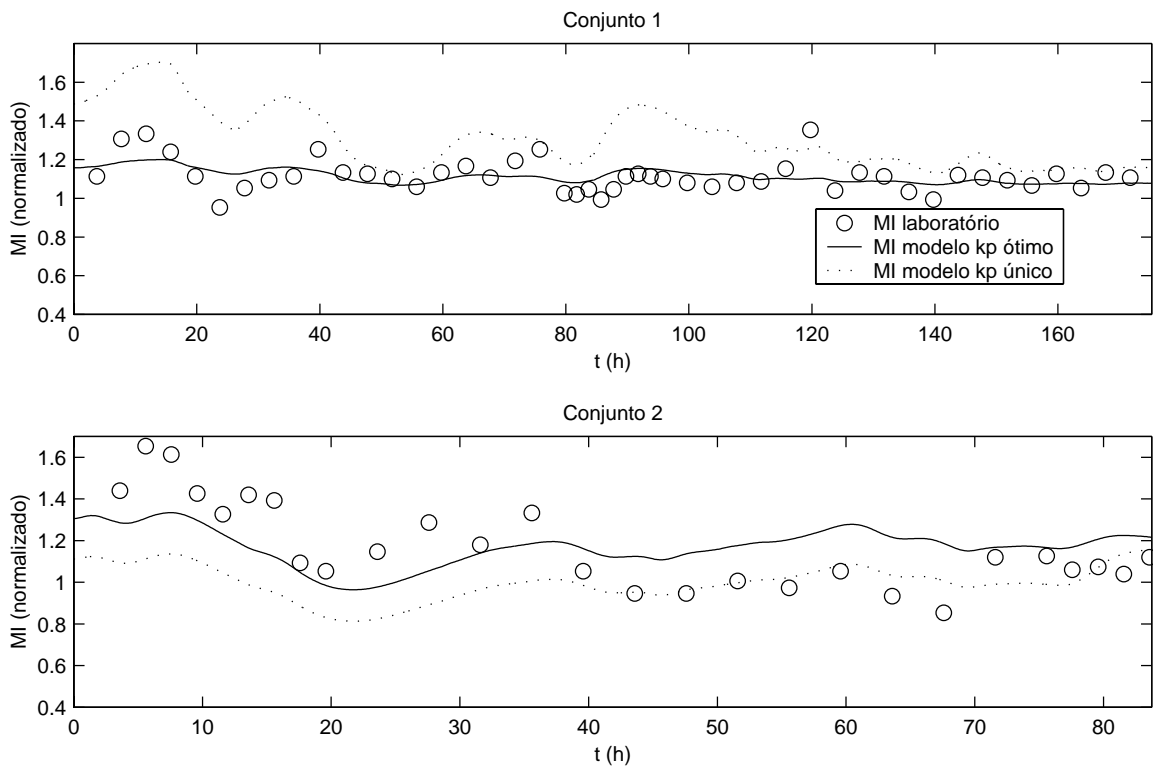 Conjunto 1
MI (normalizado)
1.6
1.4
1.2
1
0.8
0.6
0.4
MI laboratório
MI modelo kp ótimo
MI modelo kp único
0 20 40 60 80 100 120 140 160
t (h)
Conjunto 2
MI (normalizado)
1.6
1.4
1.2
1
0.8
0.6
0.4
0 10 20 30 40 50 60 70 80
t (h)